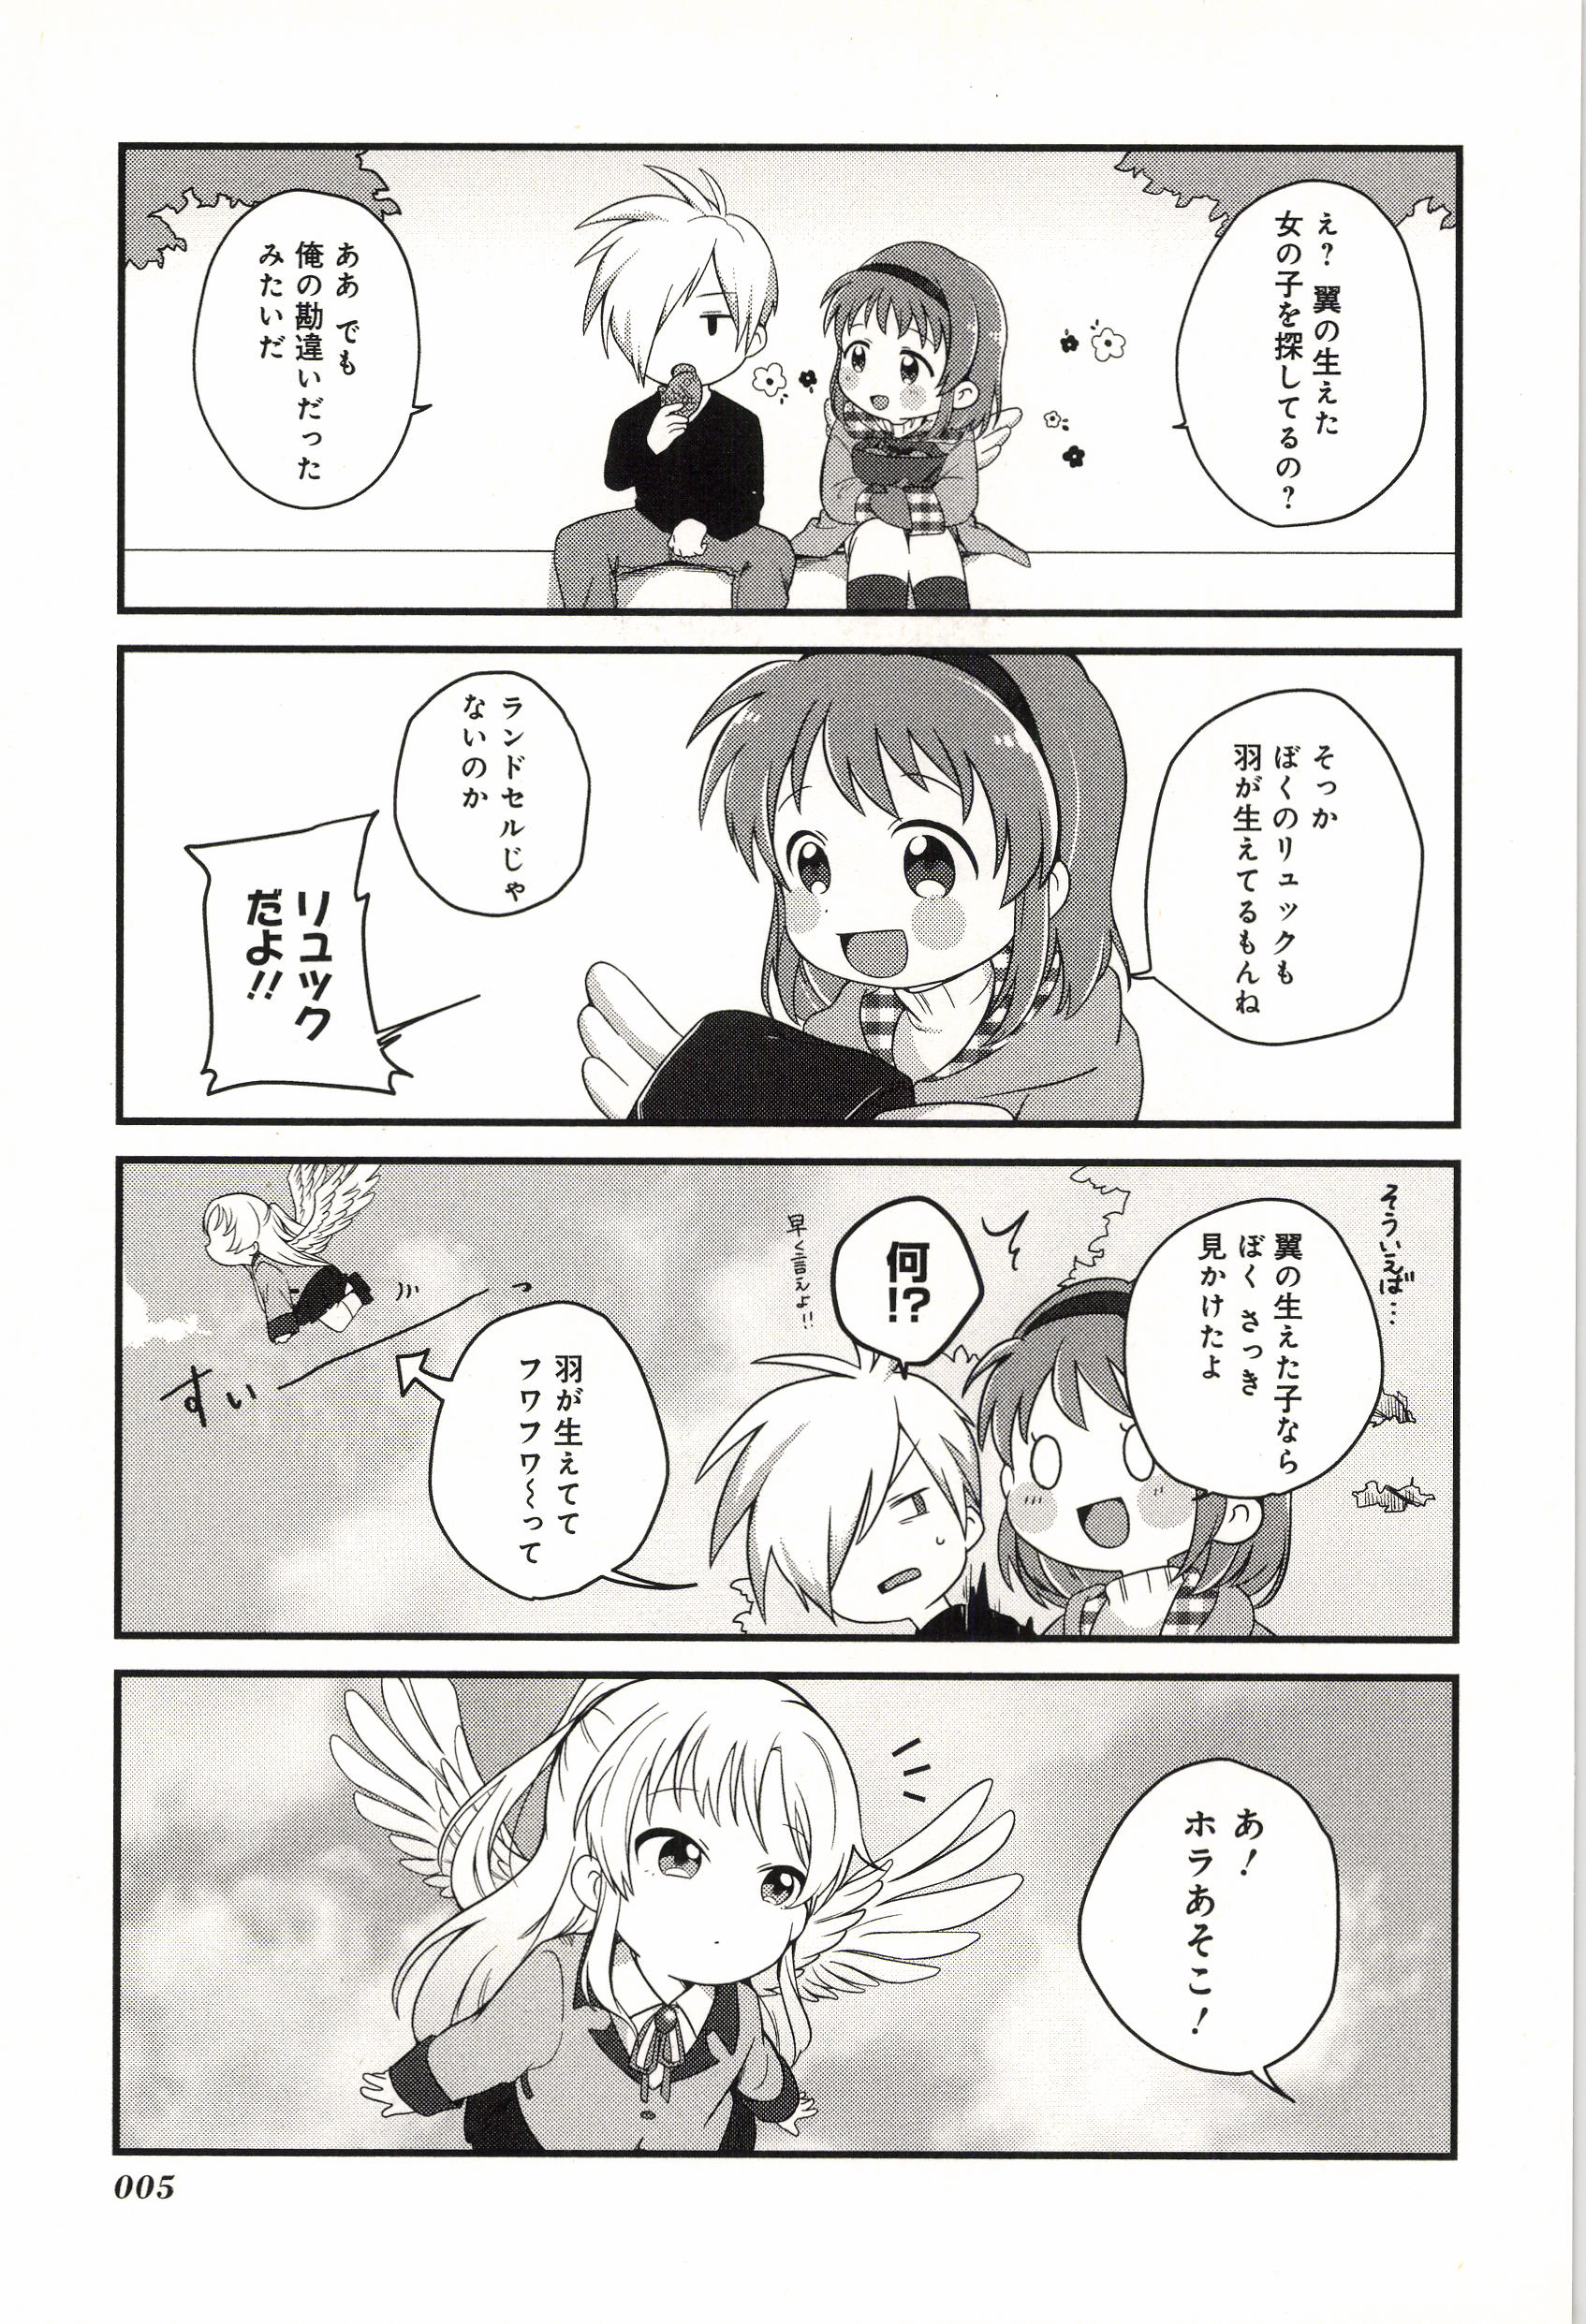 え？ 翼の生えた
女の子を探してるの？
ああ でも
俺の勘違いだった
みたいだ
そっか
ぼくのリュックも
羽が生えてるもんね
ランドセルじゃ
ないのか
リュック
だよ!!
そういえば…
翼の生えた子なら
ぼく さっき
見かけたよ
何!?
早く言えよ!!
羽が生えてて
フワフワ〜って
すぃーっ
あ！
ホラあそこ！
005